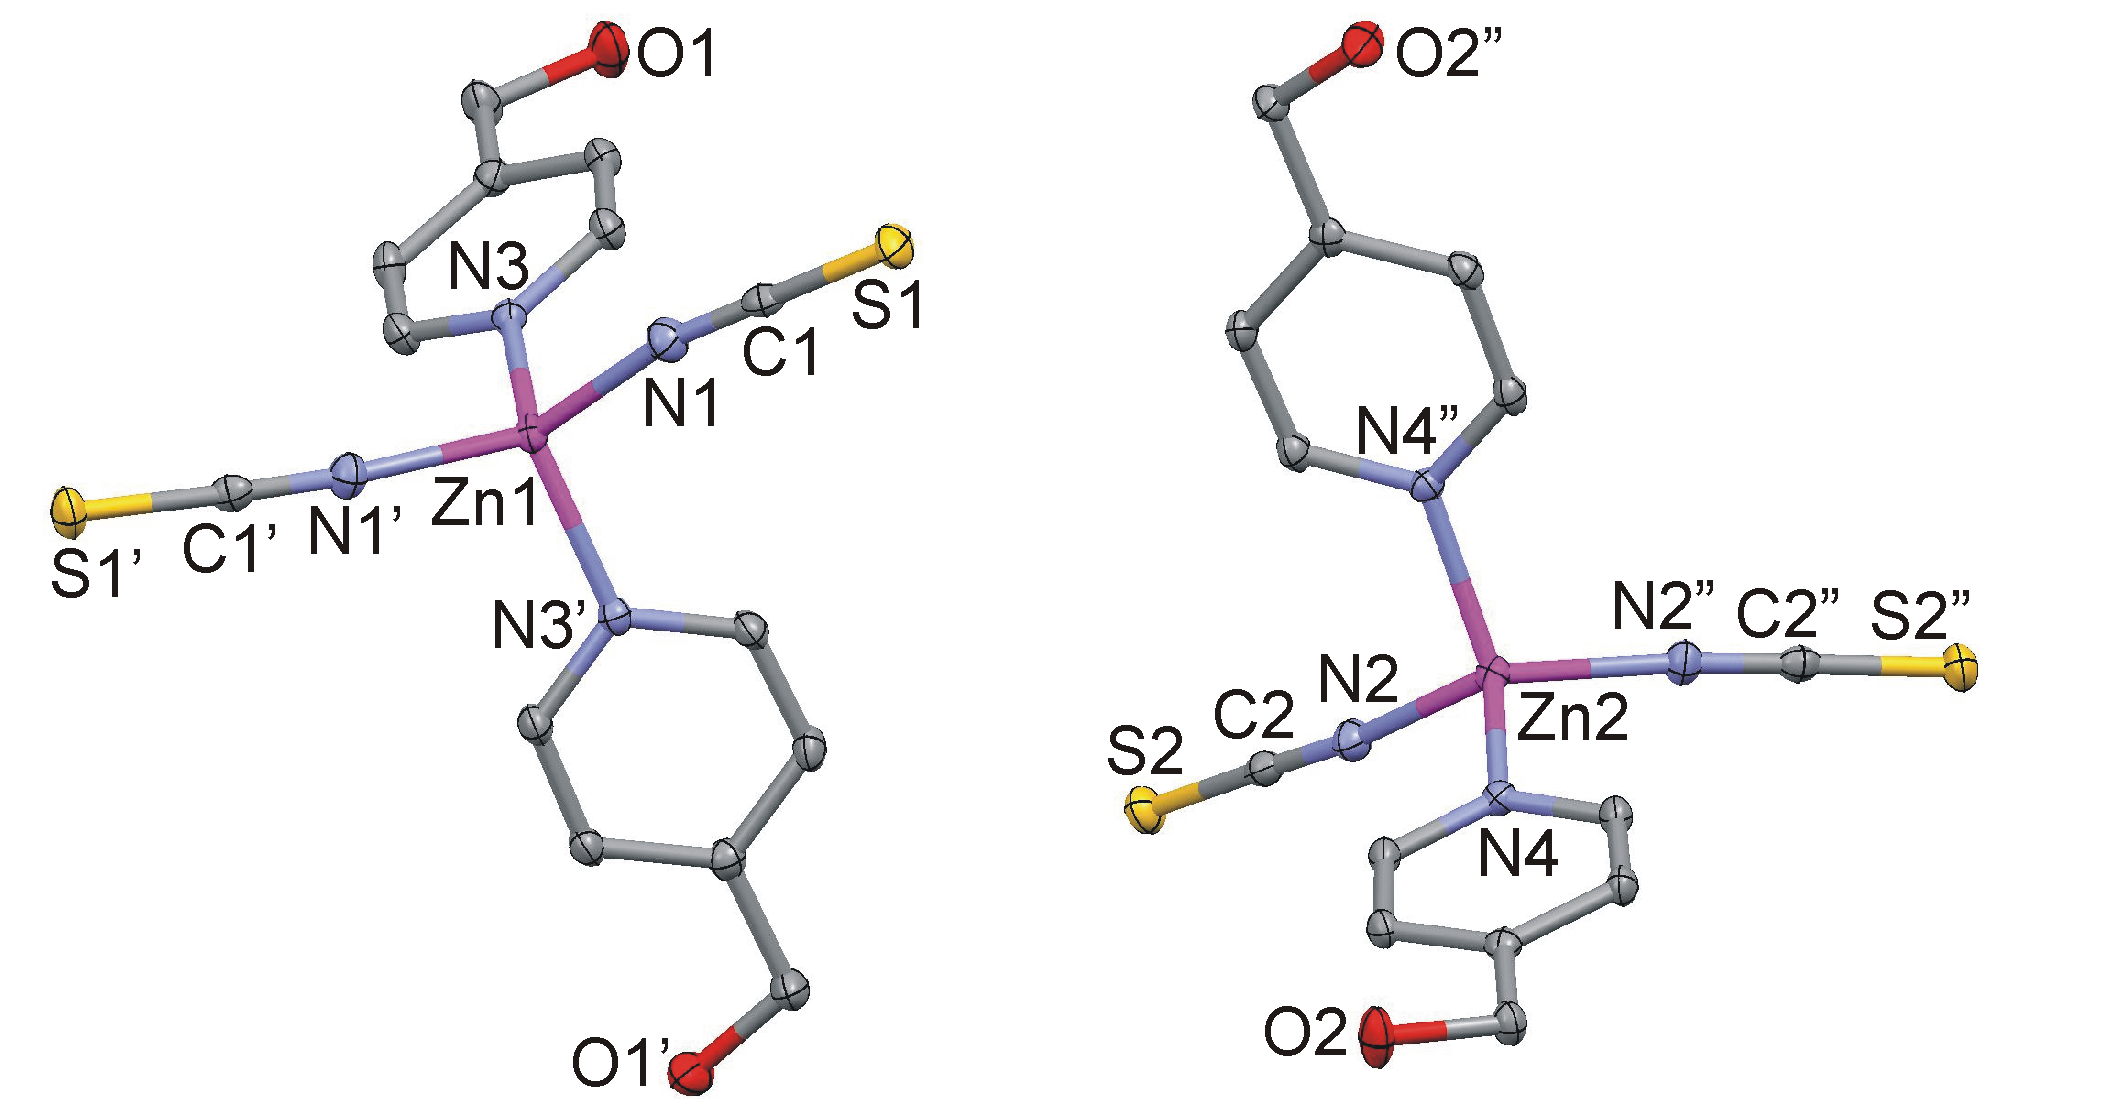 O1
N3
S1
C1
N1
Zn1
N1’
C1’
S1’
N3’
O1’
O2”
N4”
N2”
C2”
S2”
N2
C2
S2
Zn2
N4
O2